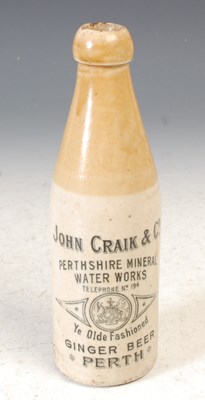 JOHN CRAIK & Co
PERTHSHIRE MINERAL
WATER WORKS
TELEPHONE No 194
Ye Olde Fashioned
GINGER BEER
PERTH